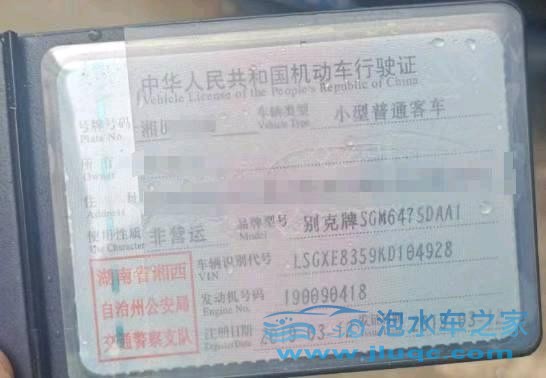 中华人民共和国机动车行驶证
Vehicle License of the People's Republic of China
号牌号码 湘U 车辆类型 小型普通客车
Plate No. Vehicle Type
所
Owner
住 址
Address
使用性质 非营运 品牌型号 别克牌SGM6475DAA1
Use Character Model
湖南省湘西
自治州公安局
交通警察支队
车辆识别代号 LSGXE8359KD104928
VIN
发动机号码 190090418
Engine No.
注册日期
Register Date
泡水车之家